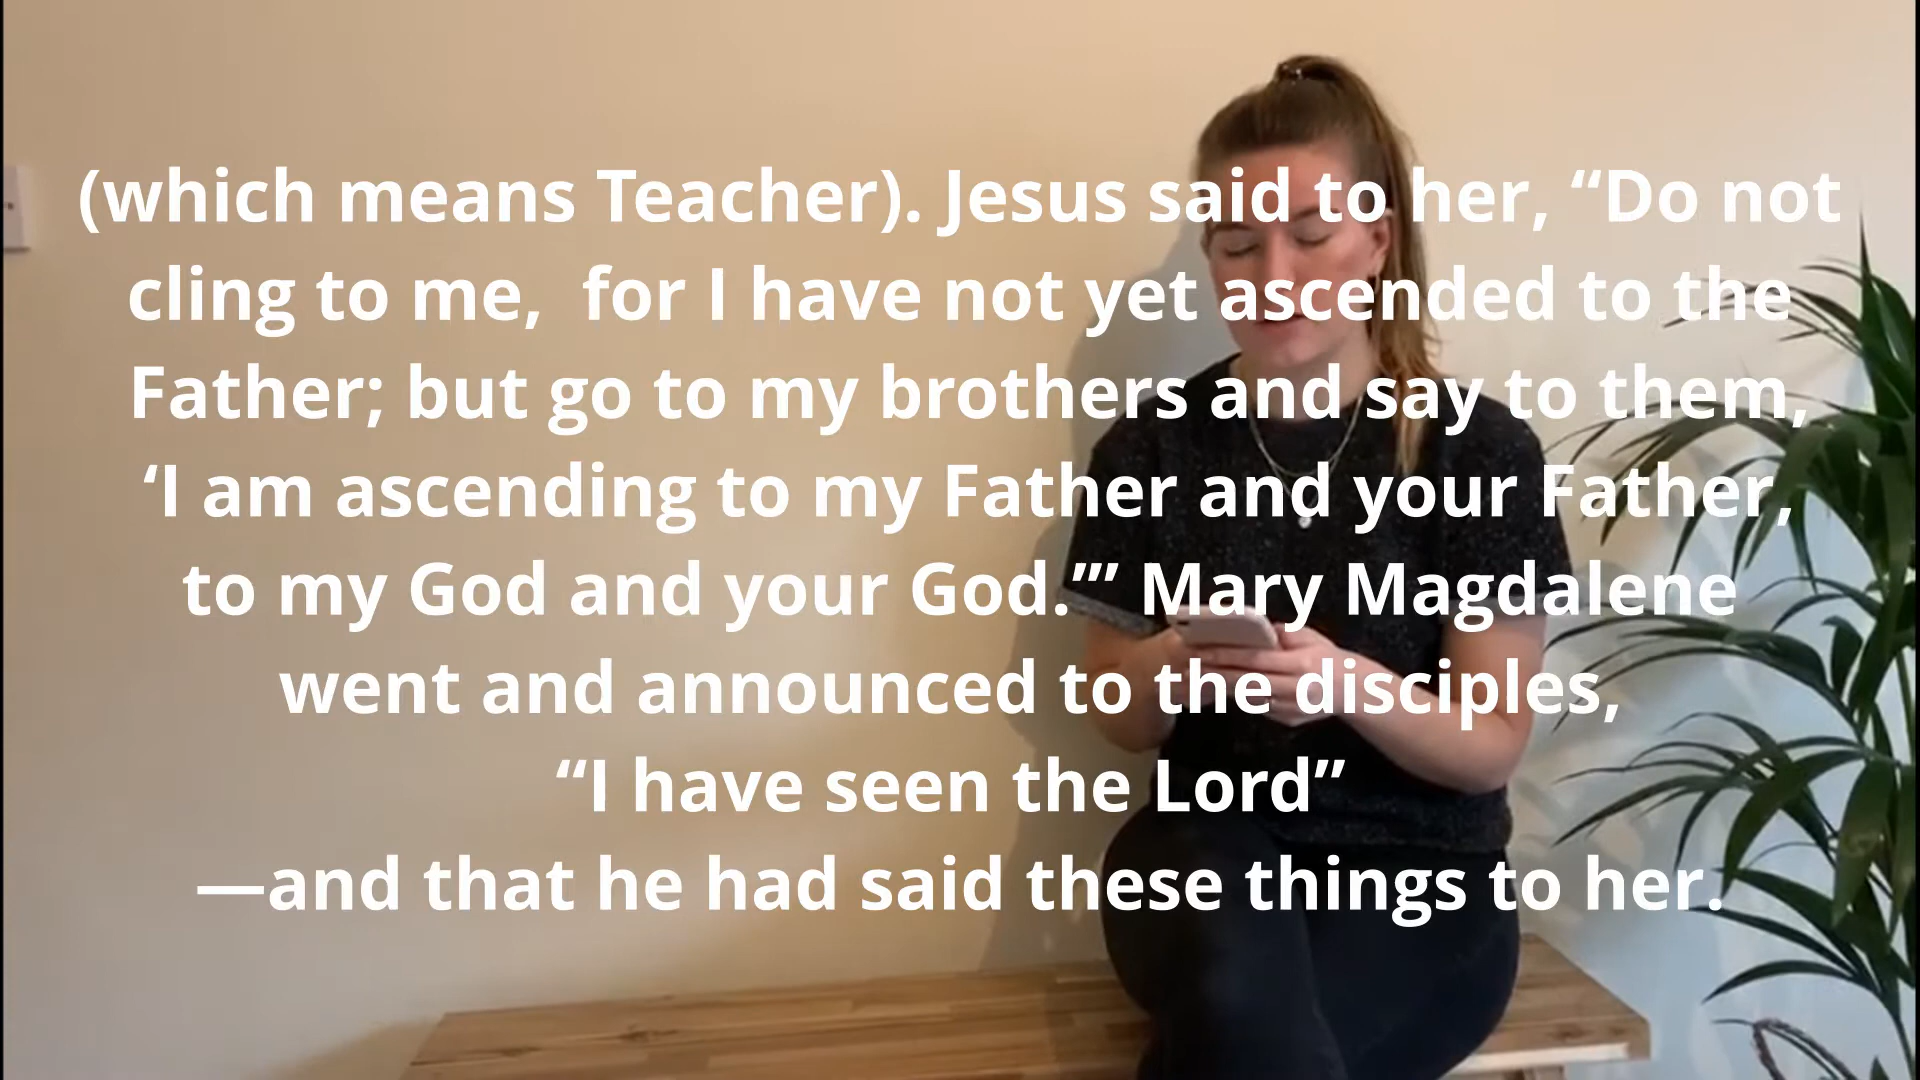 (which means Teacher). Jesus said to her, “Do not
cling to me,  for I have not yet ascended to the
Father; but go to my brothers and say to them,
‘I am ascending to my Father and your Father,
to my God and your God.’” Mary Magdalene
went and announced to the disciples,
“I have seen the Lord”
—and that he had said these things to her.